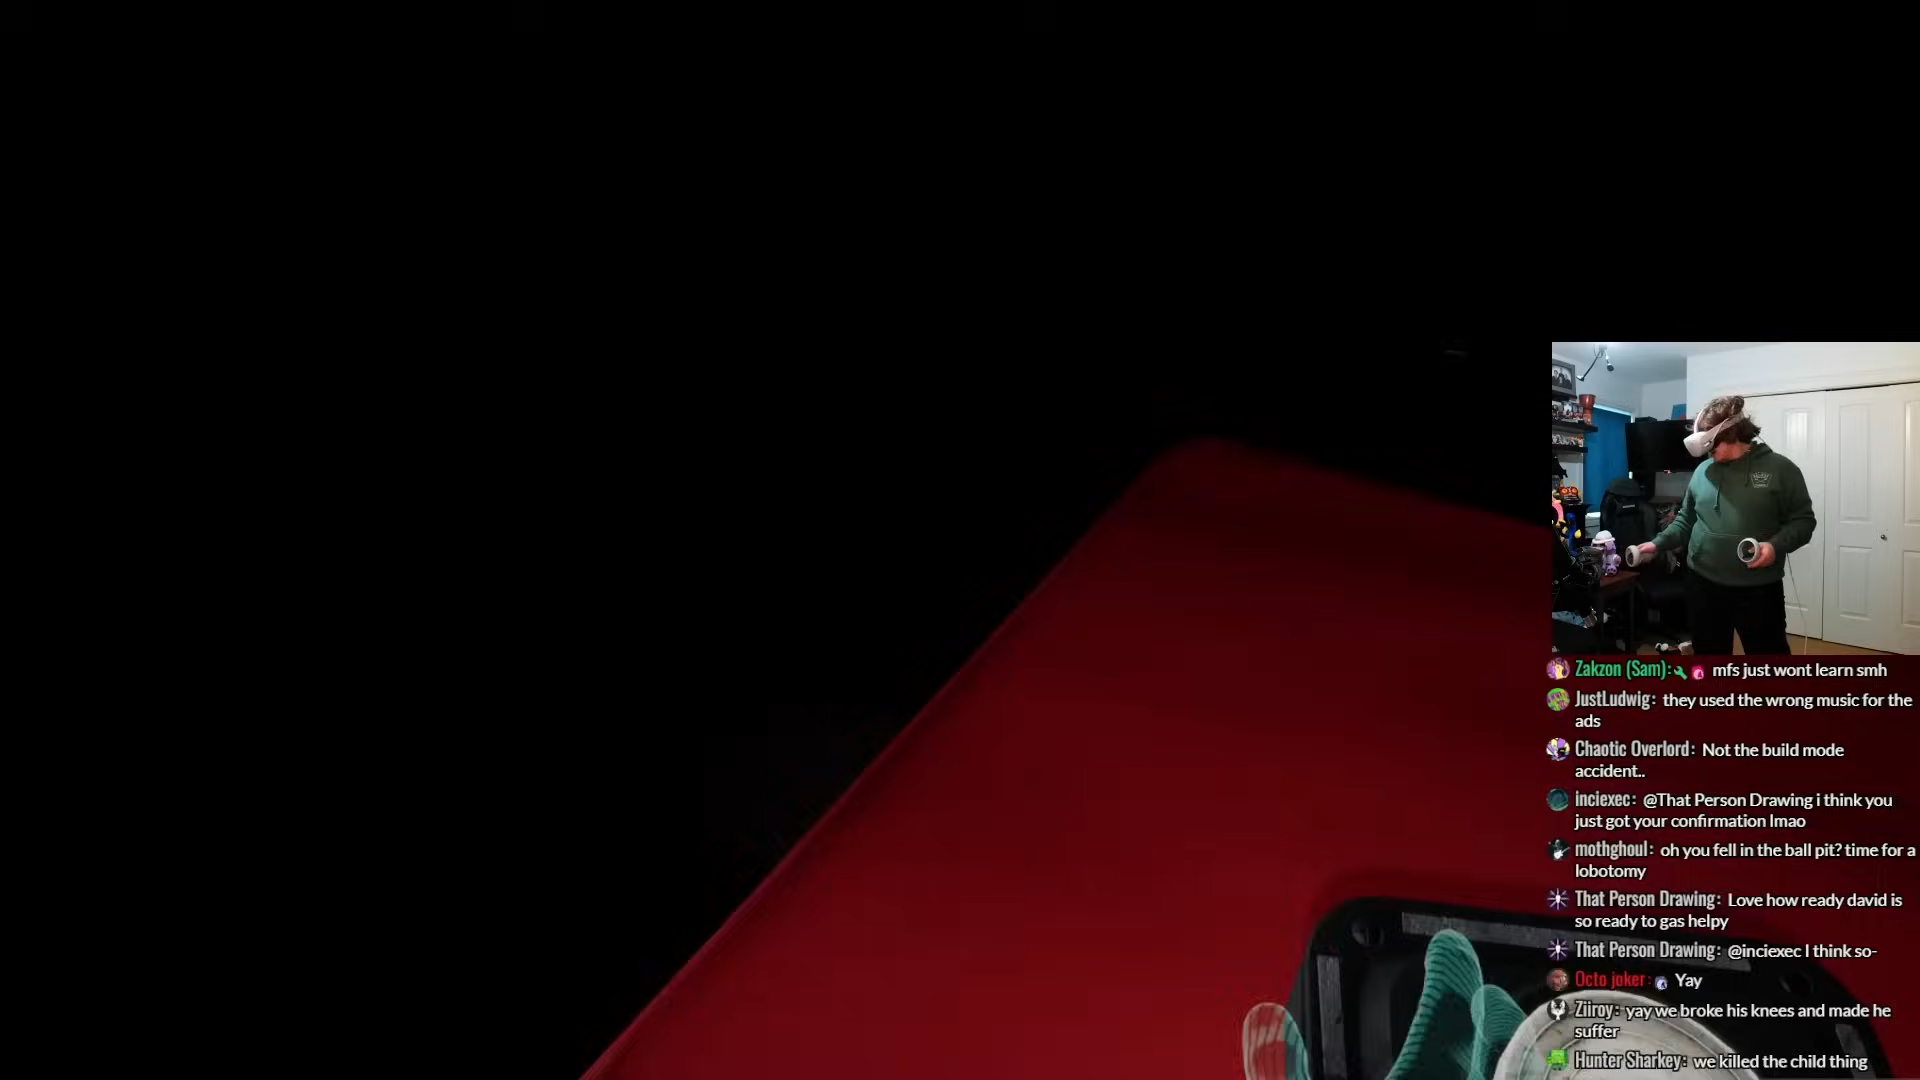 Zakzon (Sam): mfs just wont learn smh
JustLudwig: they used the wrong music for the
ads
Chaotic Overlord: Not the build mode
accident..
inciexec: @That Person Drawing i think you
just got your confirmation lmao
mothghoul: oh you fell in the ball pit? time for a
lobotomy
That Person Drawing: Love how ready david is
so ready to gas helpy
That Person Drawing: @inciexec I think so-
Octo joker: Yay
Ziiroy: yay we broke his knees and made he
suffer
Hunter Sharkey: we killed the child thing